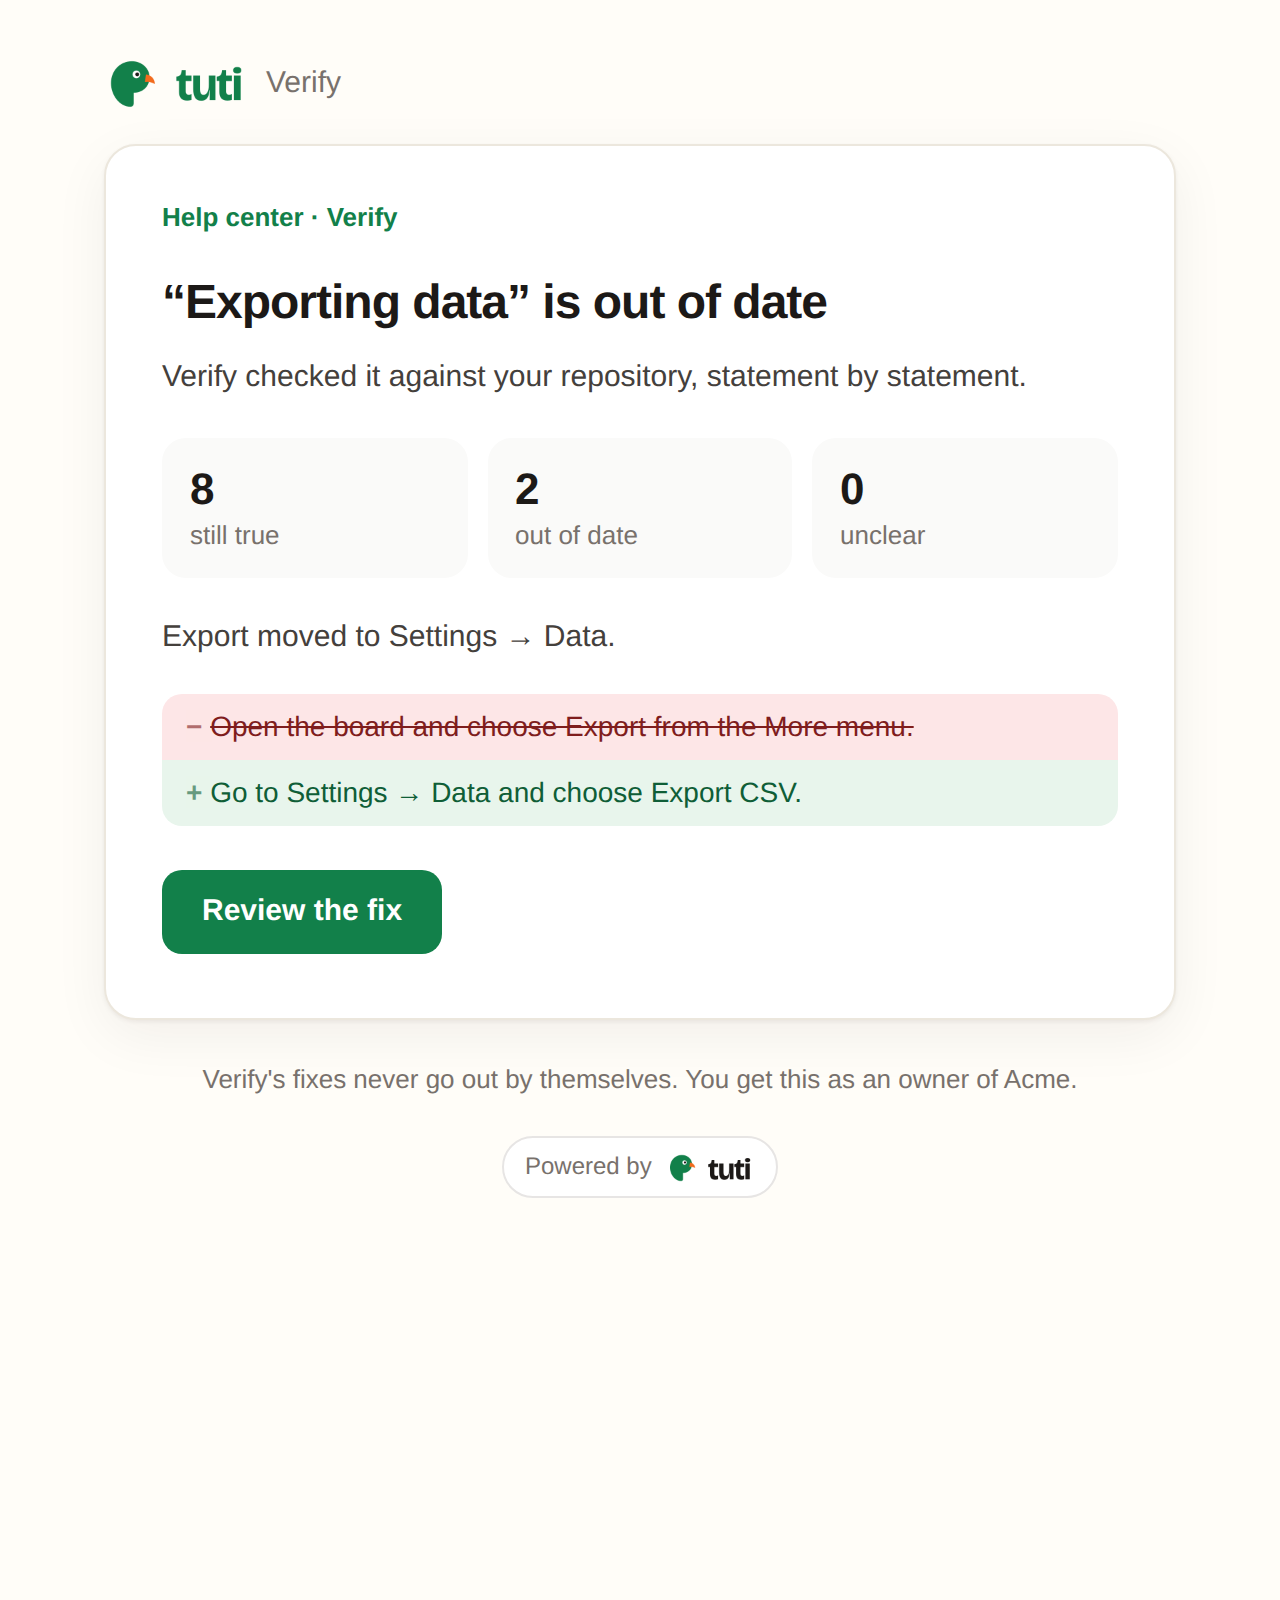 tuti Verify
Help center · Verify
“Exporting data” is out of date
Verify checked it against your repository, statement by statement.
8 2 0
still true out of date unclear
Export moved to Settings → Data.
− Open the board and choose Export from the More menu.
+ Go to Settings → Data and choose Export CSV.
Review the fix
Verify's fixes never go out by themselves. You get this as an owner of Acme.
Powered by tuti